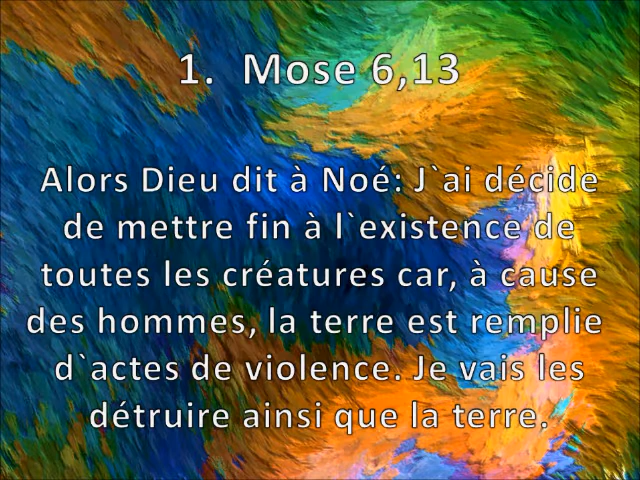 1.  Mose 6,13
Alors Dieu dit à Noé: J`ai décide
de mettre fin à l`existence de
toutes les créatures car, à cause
des hommes, la terre est remplie
d`actes de violence. Je vais les
détruire ainsi que la terre.